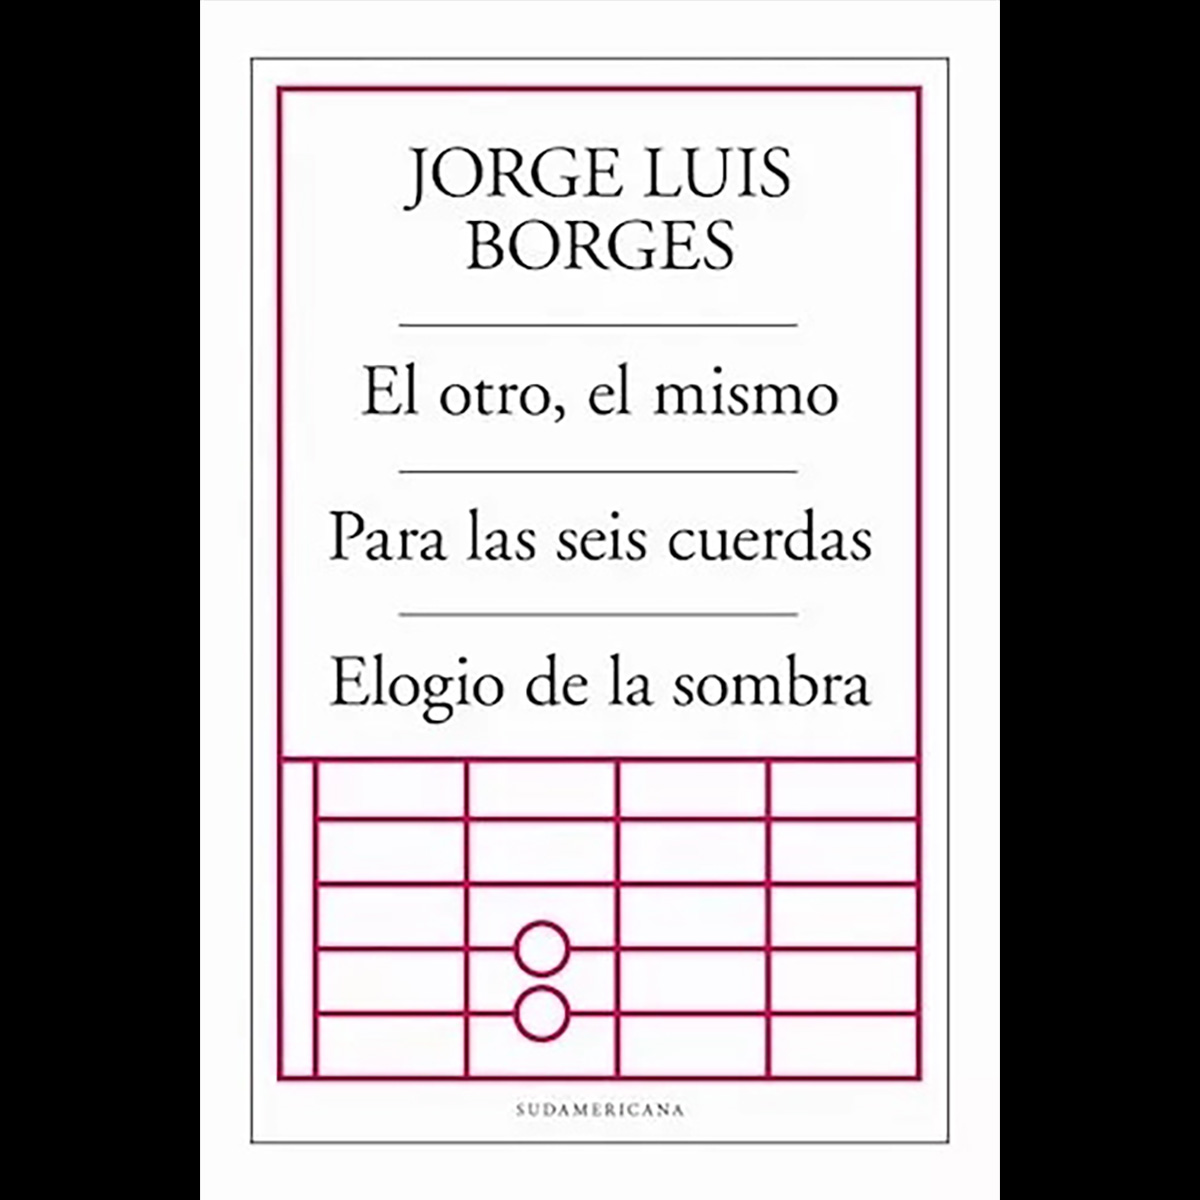 JORGE LUIS
BORGES
El otro, el mismo
Para las seis cuerdas
Elogio de la sombra
SUDAMERICANA